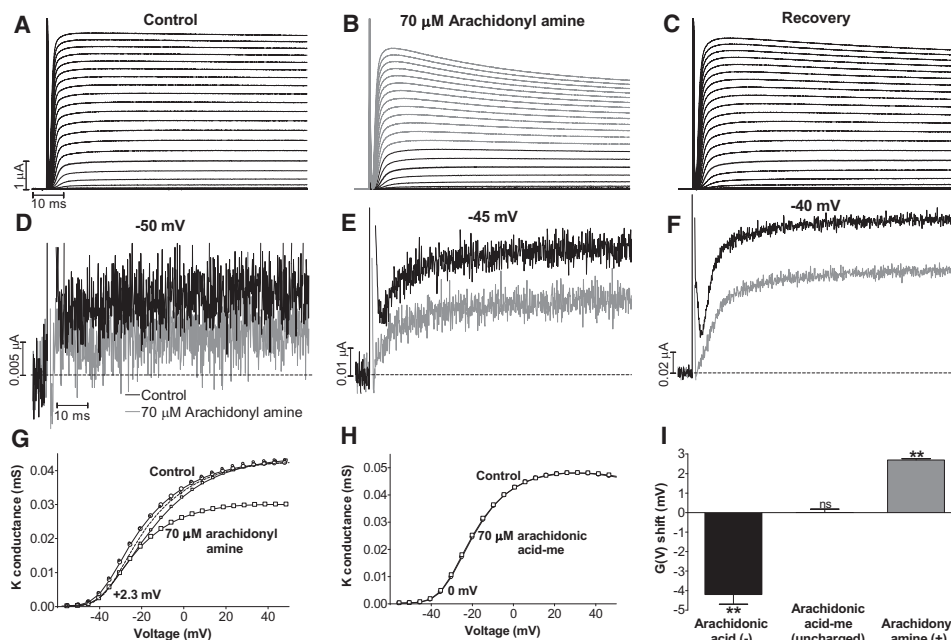 A
Control
B
70 µM Arachidonyl amine
C
Recovery
1 µA
10 ms
D
-50 mV
E
-45 mV
F
-40 mV
0.005 µA
0.01 µA
0.02 µA
Control
10 ms
70 µM Arachidonyl amine
G
H
I
K conductance (mS)
0.04
0.03
0.02
0.01
0.00
Control
70 µM arachidonyl
amine
+2.3 mV
-40
-20
0
20
40
Voltage (mV)
K conductance (mS)
0.05
0.04
0.03
0.02
0.01
0.00
Control
70 µM arachidonic
acid-me
0 mV
-40
-20
0
20
40
Voltage (mV)
G(V) shift (mV)
3
2
1
0
-1
-2
-3
-4
-5
**
ns
**
Arachidonic
acid (-)
Arachidonic
acid-me
(uncharged)
Arachidony
amine (+)